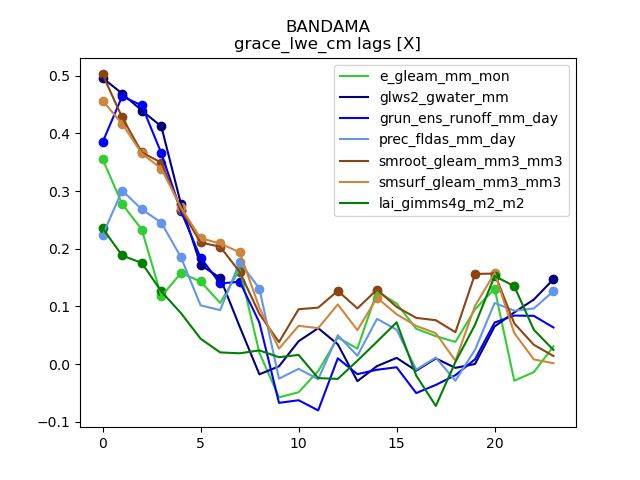 BANDAMA
grace_lwe_cm lags [X]
e_gleam_mm_mon
glws2_gwater_mm
grun_ens_runoff_mm_day
prec_fldas_mm_day
smroot_gleam_mm3_mm3
smsurf_gleam_mm3_mm3
lai_gimms4g_m2_m2
0.5
0.4
0.3
0.2
0.1
0.0
−0.1
0 5 10 15 20